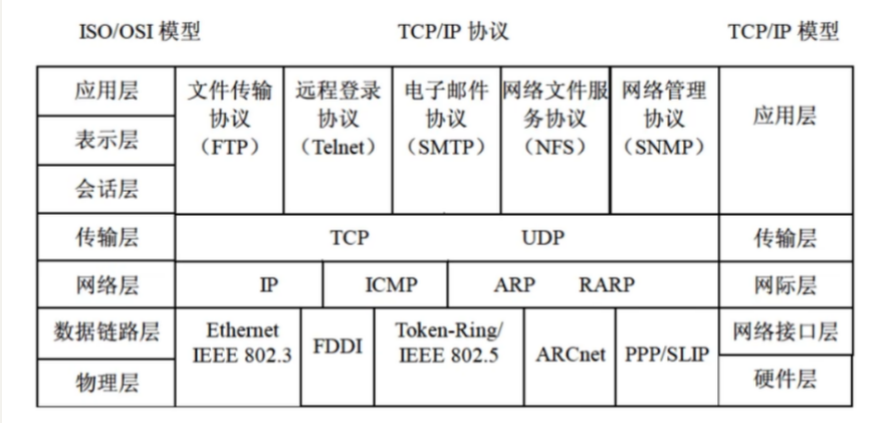 ISO/OSI 模型 TCP/IP 协议 TCP/IP 模型
应用层
表示层
会话层
文件传输
协议
（FTP）
远程登录
协议
（Telnet）
电子邮件
协议
（SMTP）
网络文件服
务协议
（NFS）
网络管理
协议
（SNMP）
应用层
传输层 TCP UDP 传输层
网络层 IP ICMP ARP RARP 网际层
数据链路层
物理层
Ethernet
IEEE 802.3
FDDI
Token-Ring/
IEEE 802.5
ARCnet
PPP/SLIP
网络接口层
硬件层